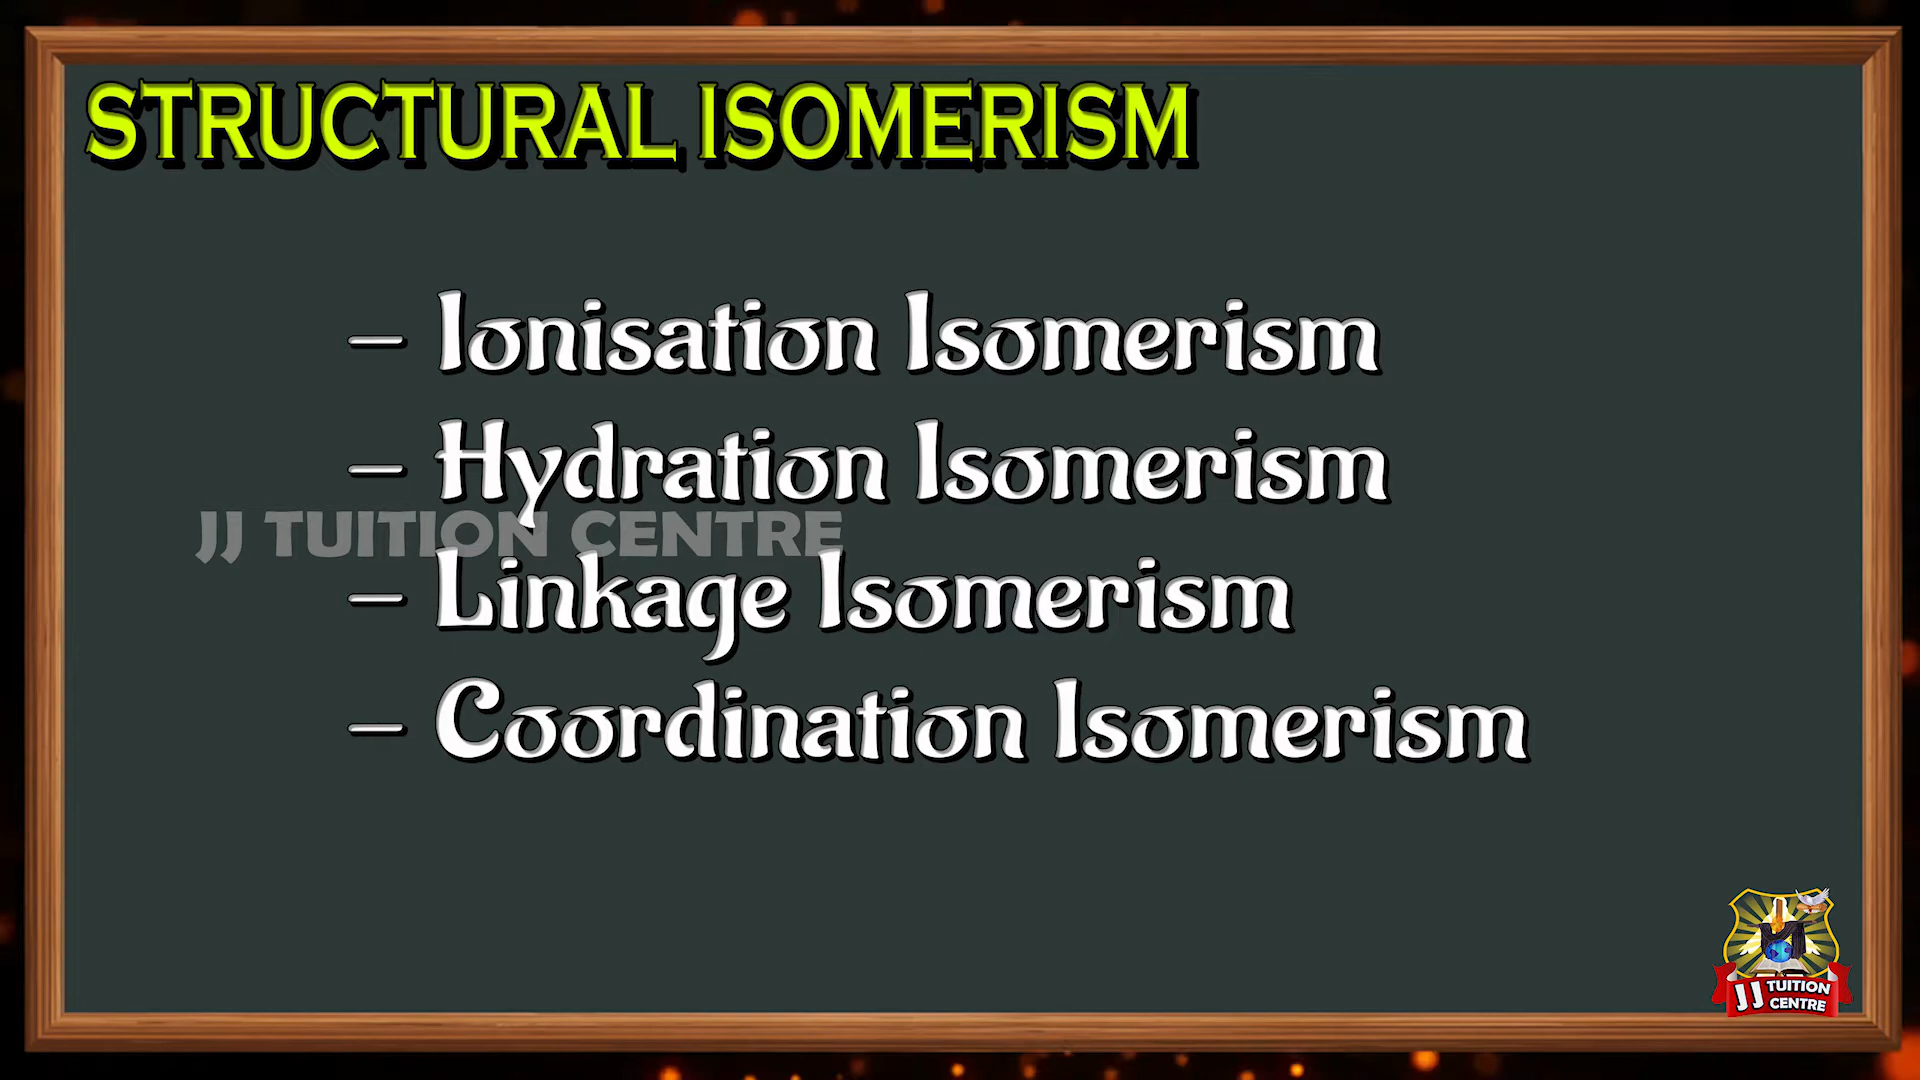 STRUCTURAL ISOMERISM
– Ionisation Isomerism
– Hydration Isomerism
JJ TUITION CENTRE
– Linkage Isomerism
– Coordination Isomerism
JJ TUITION CENTRE